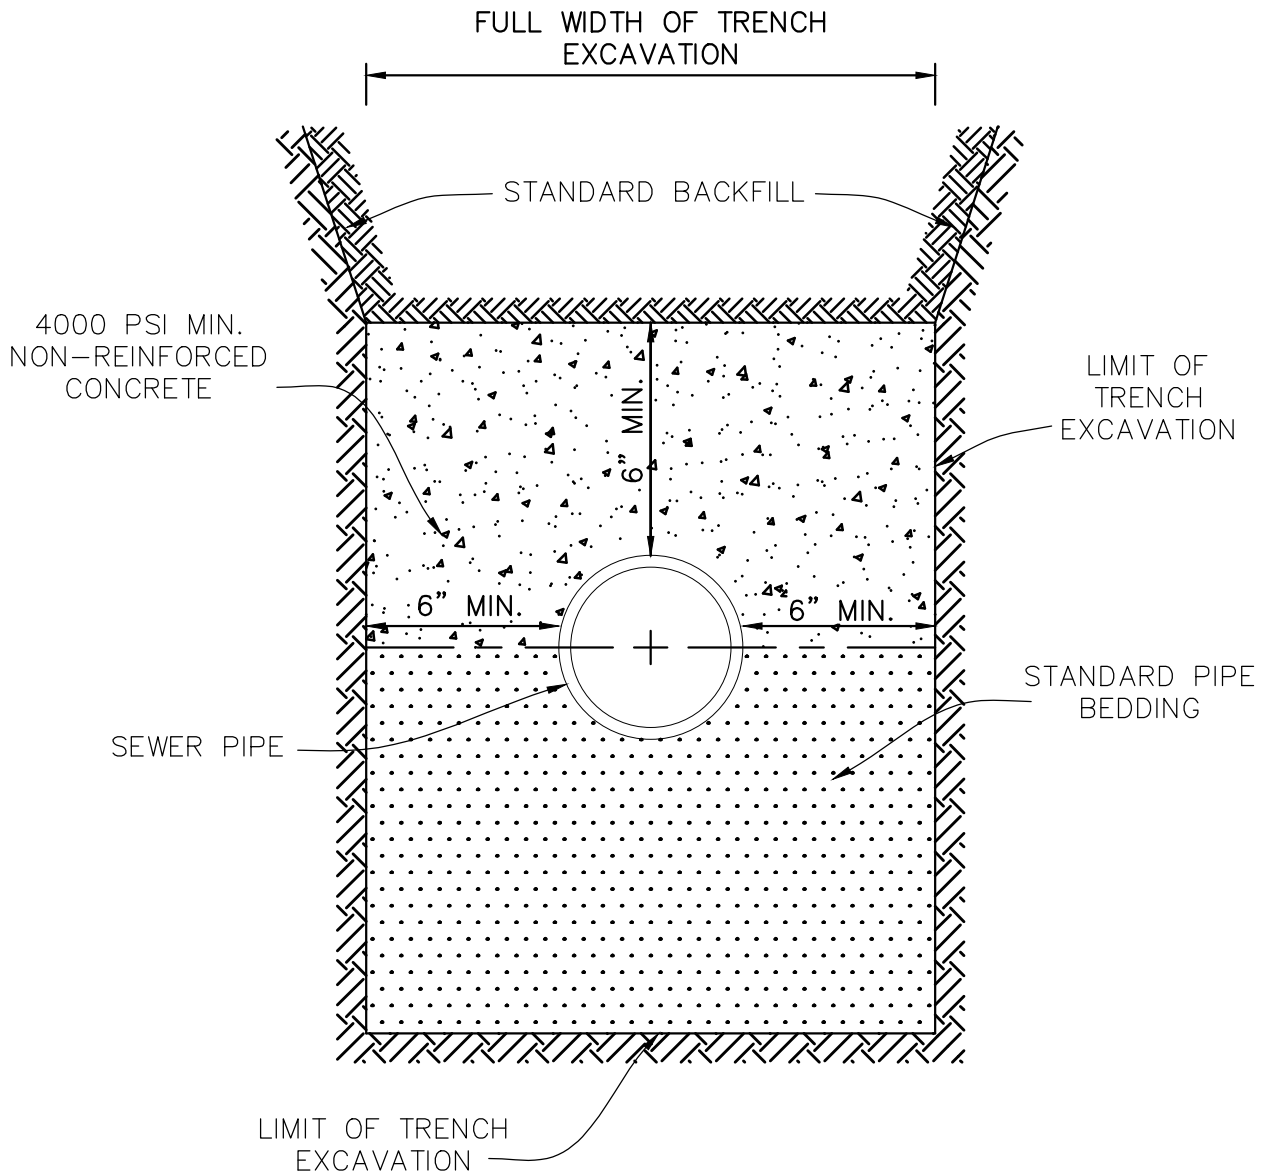 FULL WIDTH OF TRENCH
EXCAVATION
STANDARD BACKFILL
4000 PSI MIN.
NON-REINFORCED
CONCRETE
6" MIN.
LIMIT OF
TRENCH
EXCAVATION
6" MIN.
6" MIN.
STANDARD PIPE
BEDDING
SEWER PIPE
LIMIT OF TRENCH
EXCAVATION